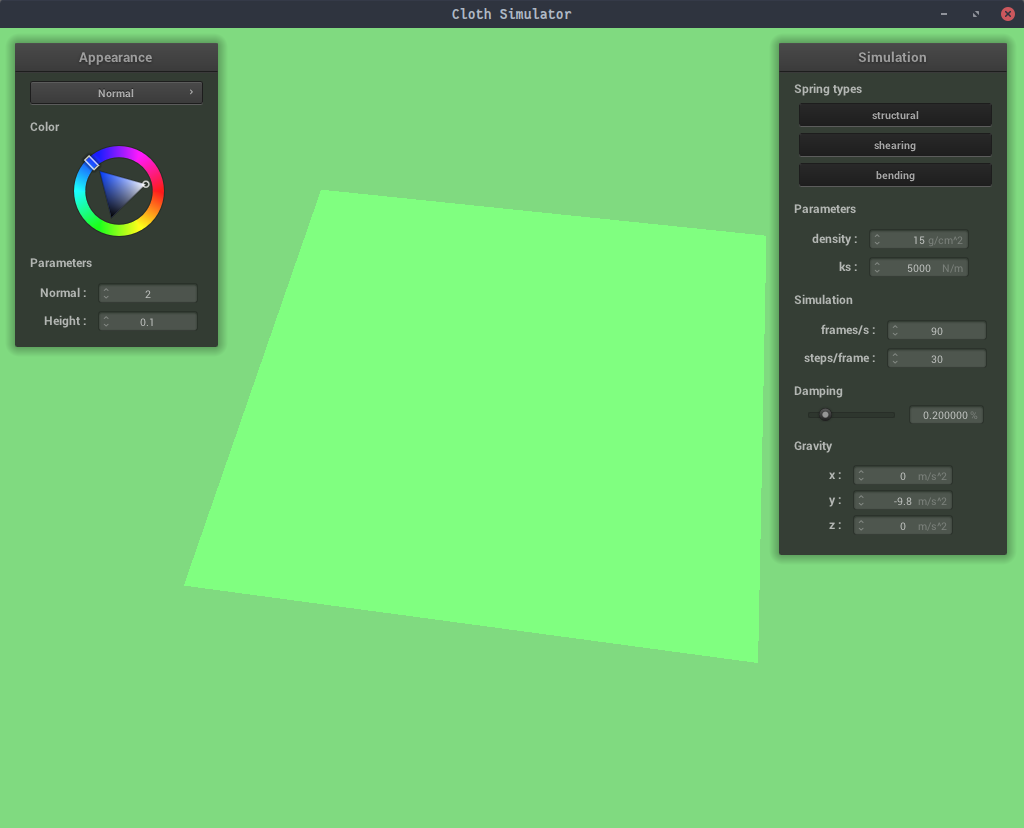 Cloth Simulator
Appearance
Normal
Color
Parameters
Normal : 2
Height : 0.1
Simulation
Spring types
structural
shearing
bending
Parameters
density : 15 g/cm^2
ks : 5000 N/m
Simulation
frames/s : 90
steps/frame : 30
Damping
0.200000 %
Gravity
x : 0 m/s^2
y : -9.8 m/s^2
z : 0 m/s^2